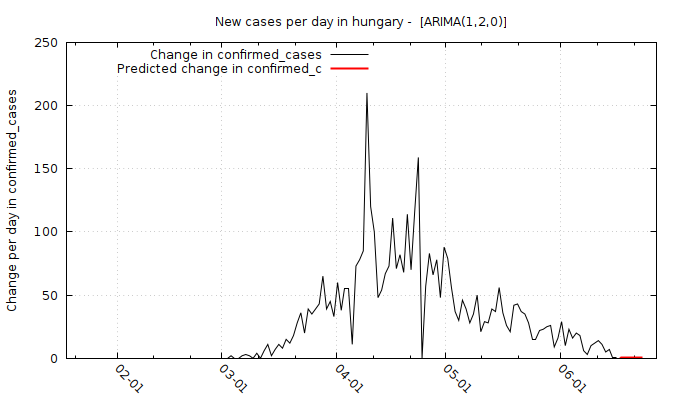 New cases per day in hungary -  [ARIMA(1,2,0)]
Change in confirmed_cases
Predicted change in confirmed_c
Change per day in confirmed_cases
250
200
150
100
50
0
02-01
03-01
04-01
05-01
06-01